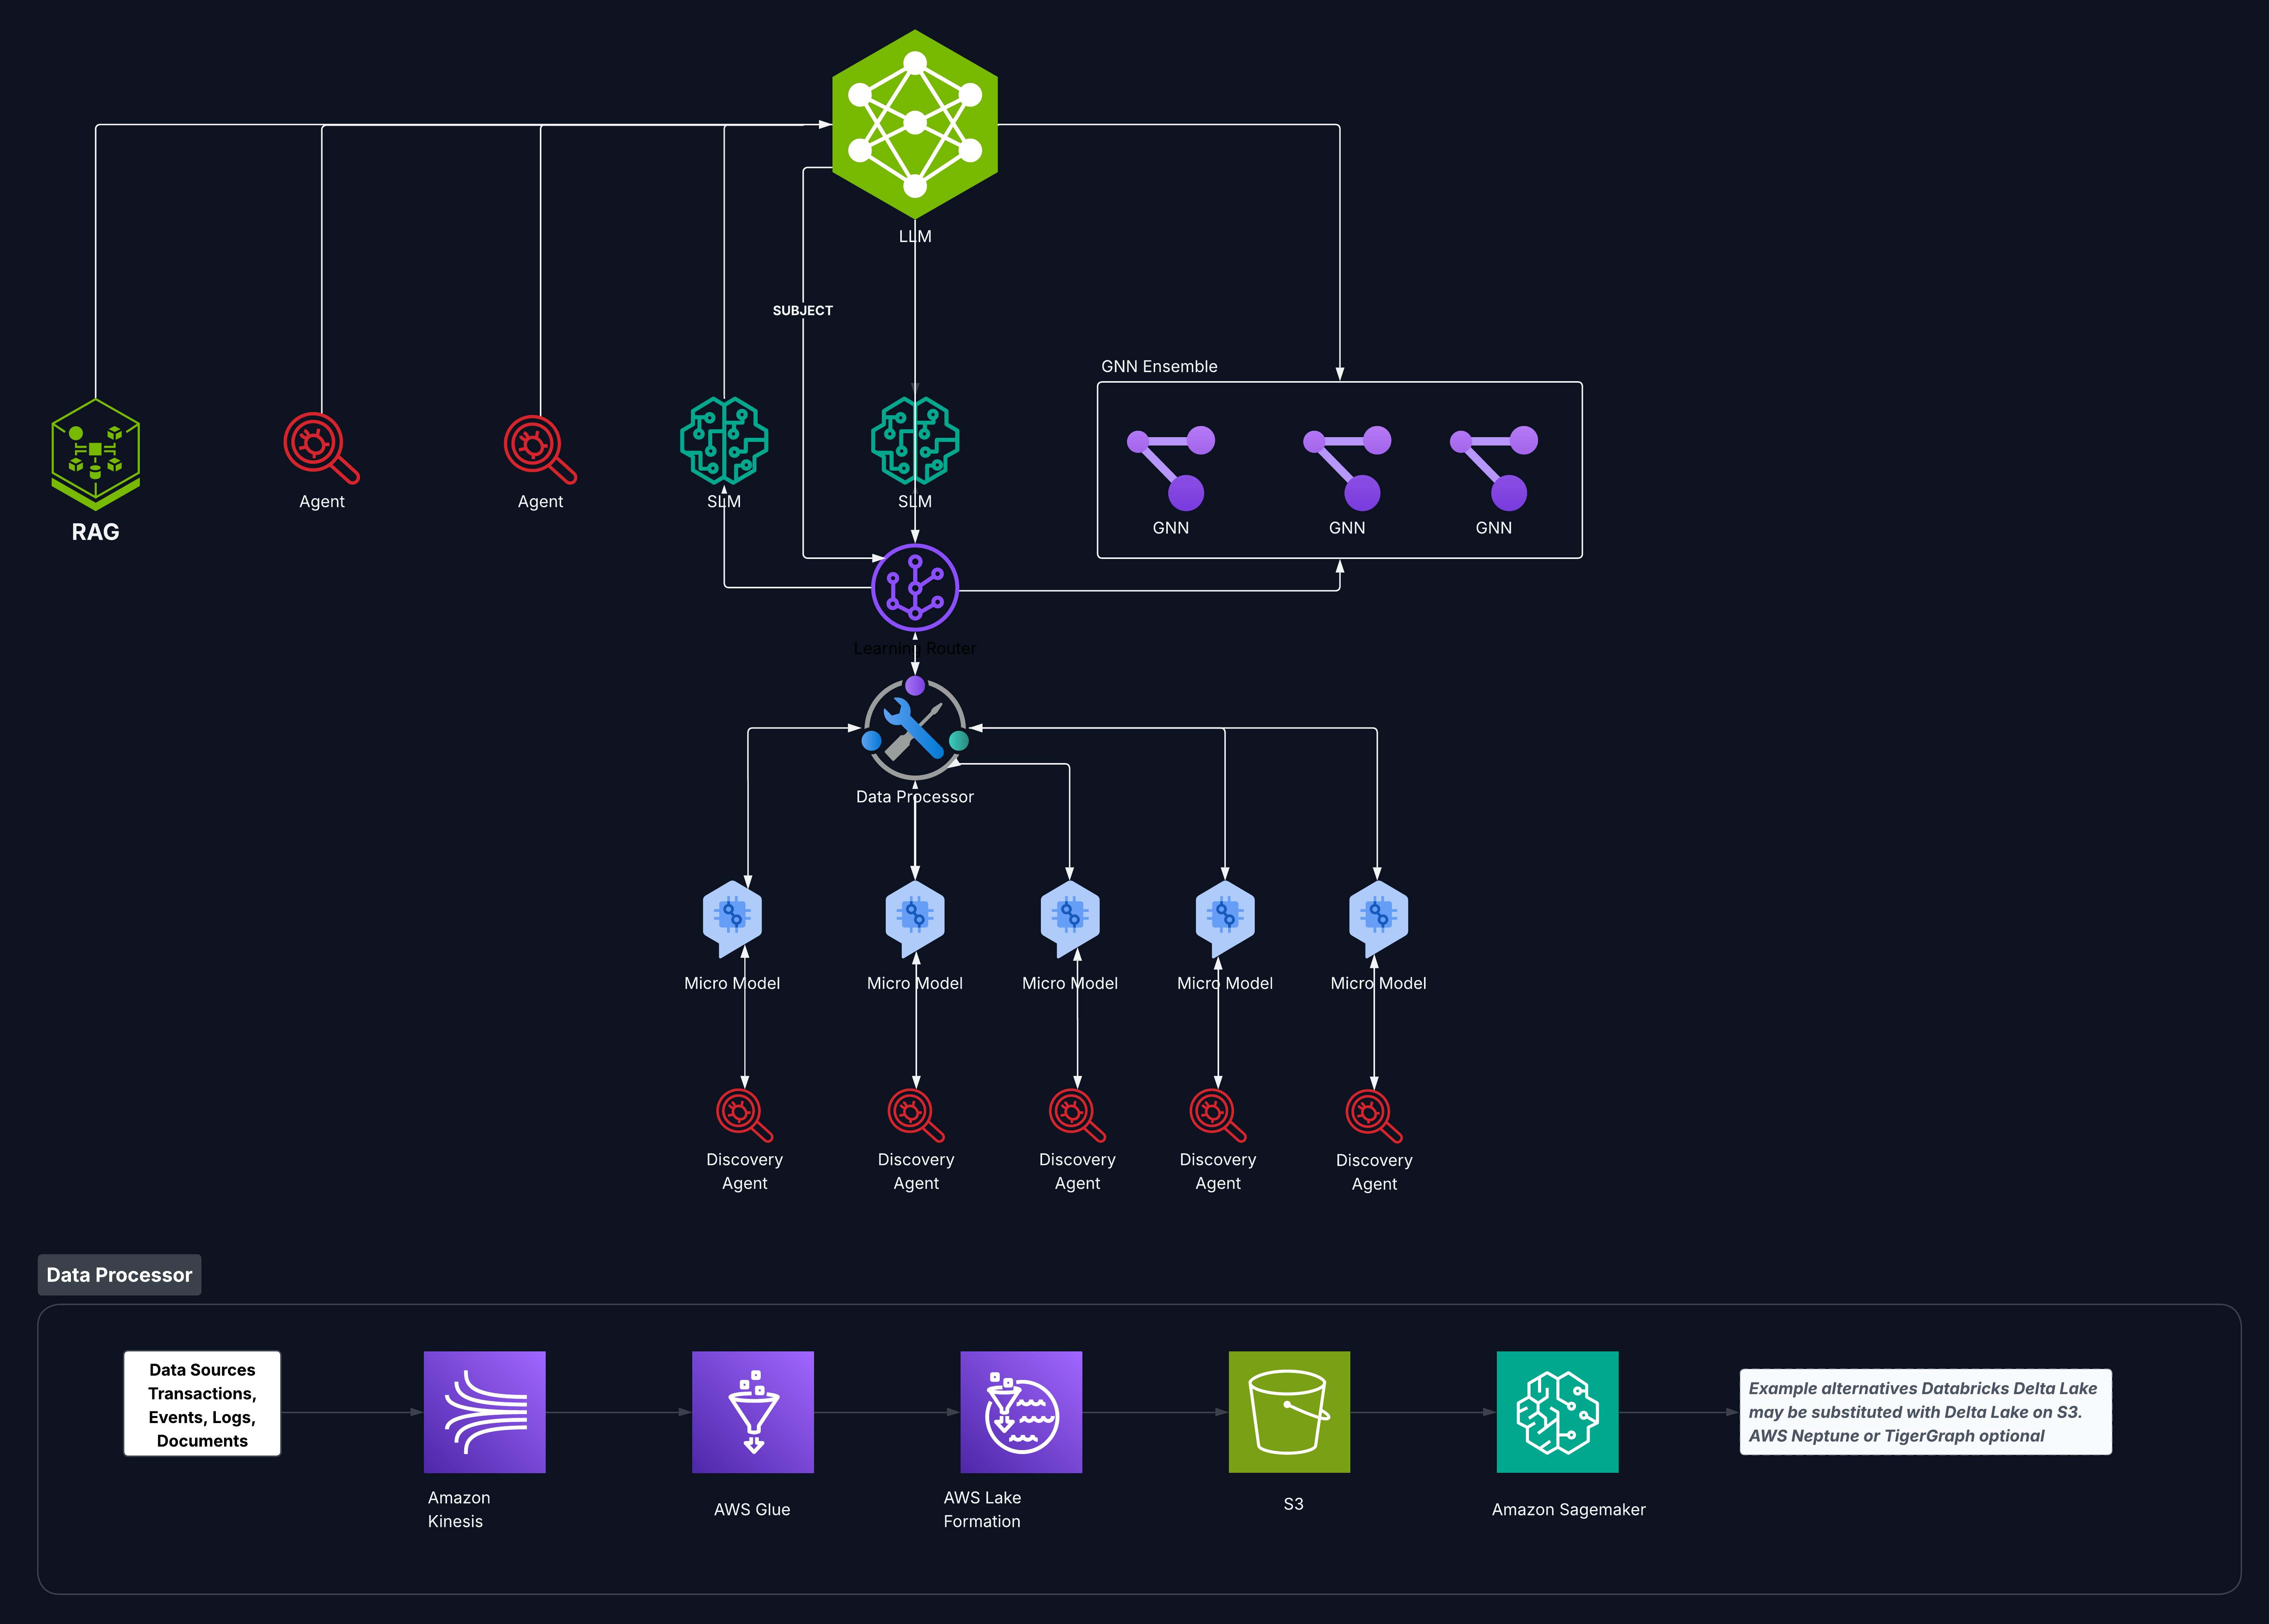 LLM
SUBJECT
GNN Ensemble
RAG
Agent
Agent
SLM
SLM
GNN
GNN
GNN
Learning Router
Data Processor
Micro Model
Micro Model
Micro Model
Micro Model
Micro Model
Discovery
Agent
Discovery
Agent
Discovery
Agent
Discovery
Agent
Discovery
Agent
Data Processor
Data Sources
Transactions,
Events, Logs,
Documents
Amazon
Kinesis
AWS Glue
AWS Lake
Formation
S3
Amazon Sagemaker
Example alternatives Databricks Delta Lake
may be substituted with Delta Lake on S3.
AWS Neptune or TigerGraph optional